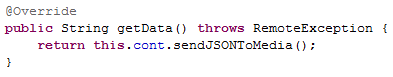 @Override
public String getData() throws RemoteException {
    return this.cont.sendJSONToMedia();
}